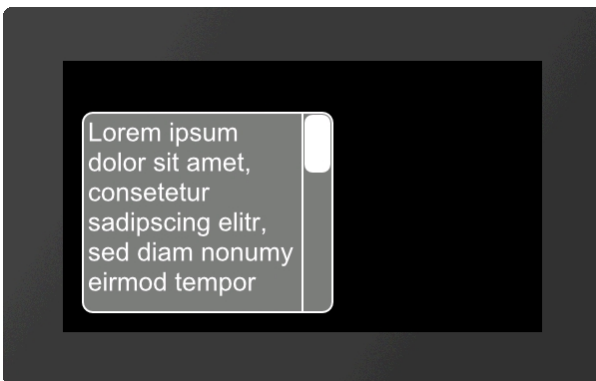 Lorem ipsum
dolor sit amet,
consetetur
sadipscing elitr,
sed diam nonumy
eirmod tempor